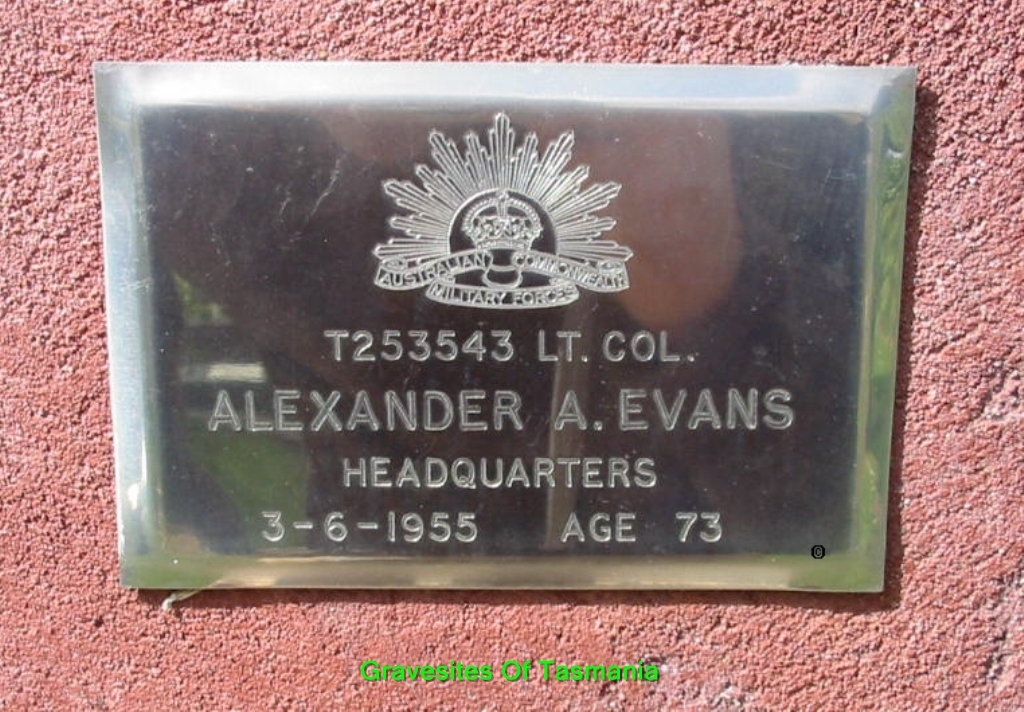 AUSTRALIAN COMMONWEALTH
MILITARY FORCES
T253543 LT. COL.
ALEXANDER A. EVANS
HEADQUARTERS
3-6-1955 AGE 73
©
Gravesites Of Tasmania